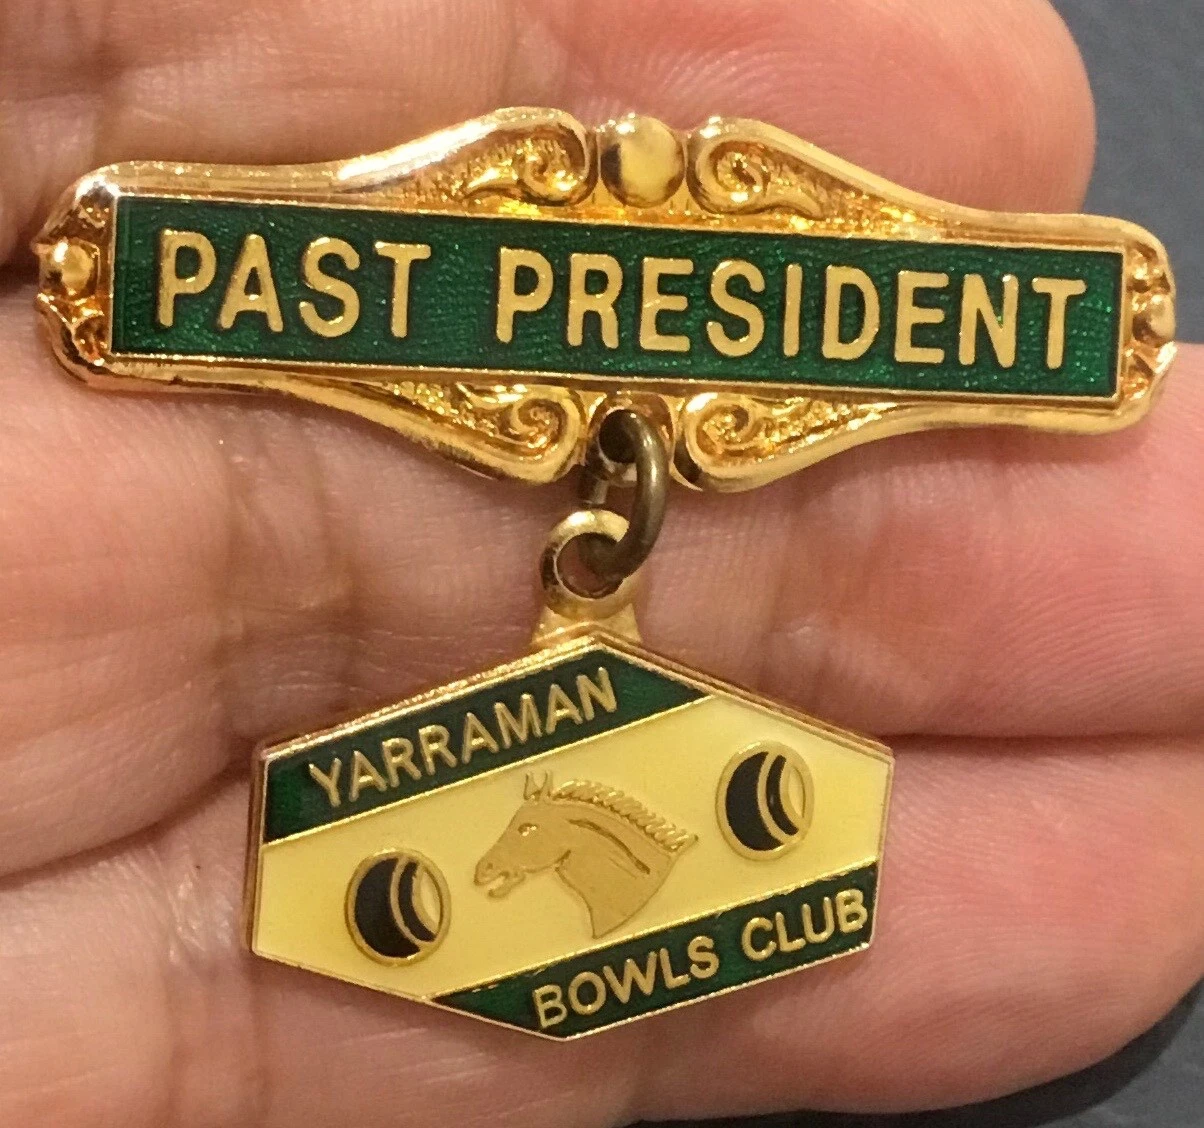 PAST PRESIDENT
YARRAMAN
BOWLS CLUB